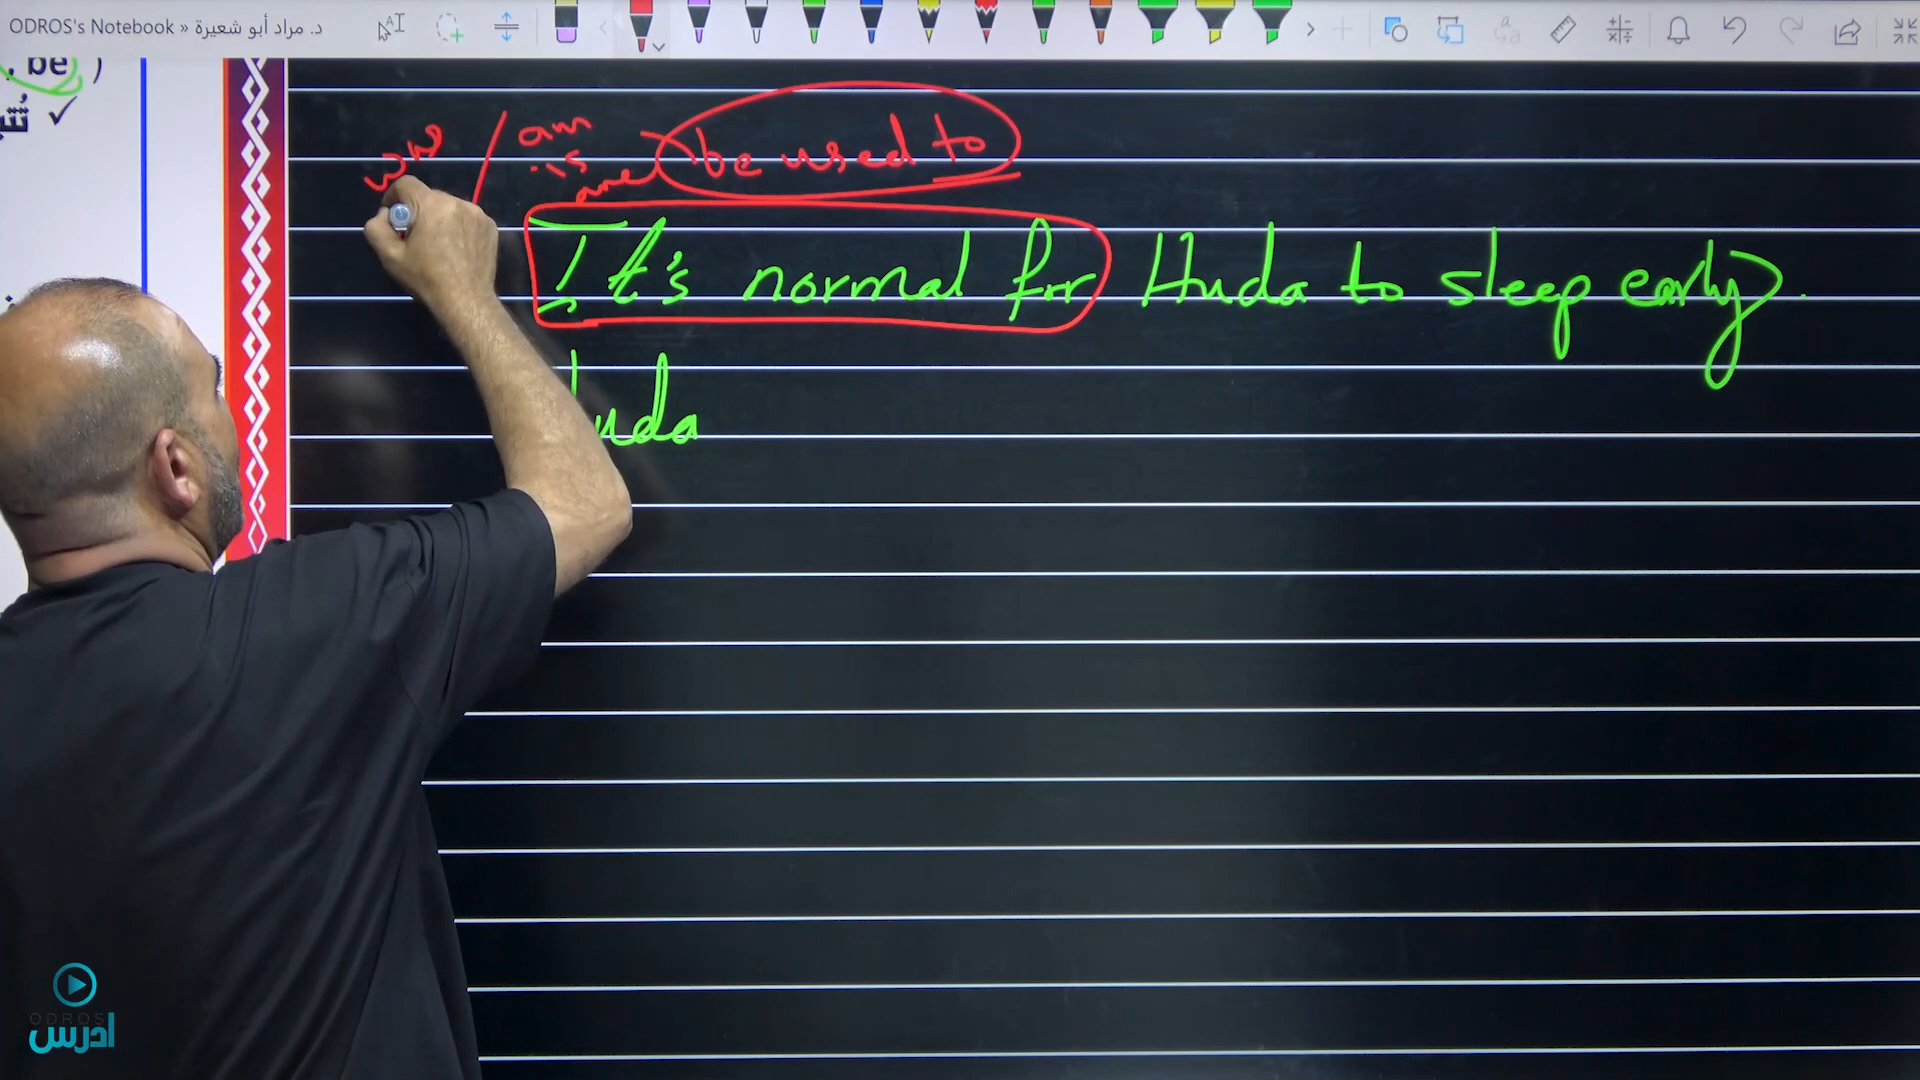 ODROS's Notebook » د. مراد أبو شعيرة
, be )
am
is
are
be used to
It's normal for Huda to sleep early.
Huda
ODROS
ادرس